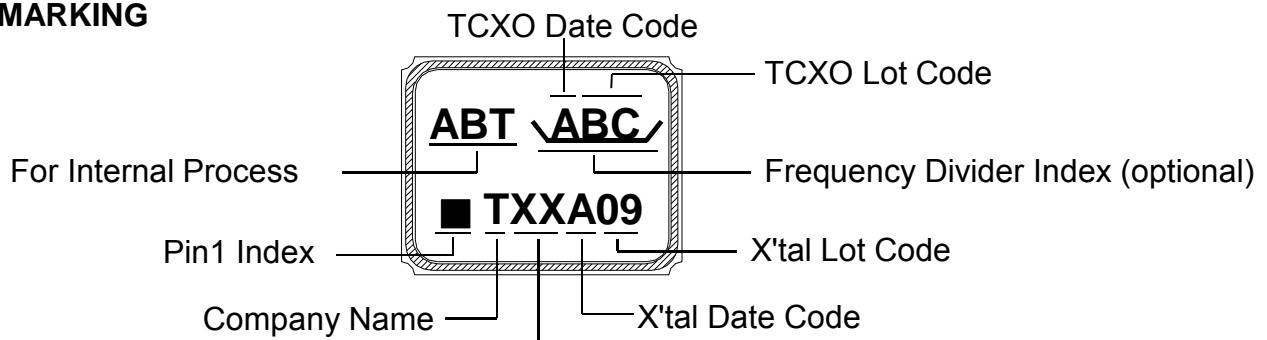 MARKING
TCXO Date Code
TCXO Lot Code
ABT ABC
For Internal Process
Frequency Divider Index (optional)
■ TXXA09
Pin1 Index
X'tal Lot Code
Company Name
X'tal Date Code